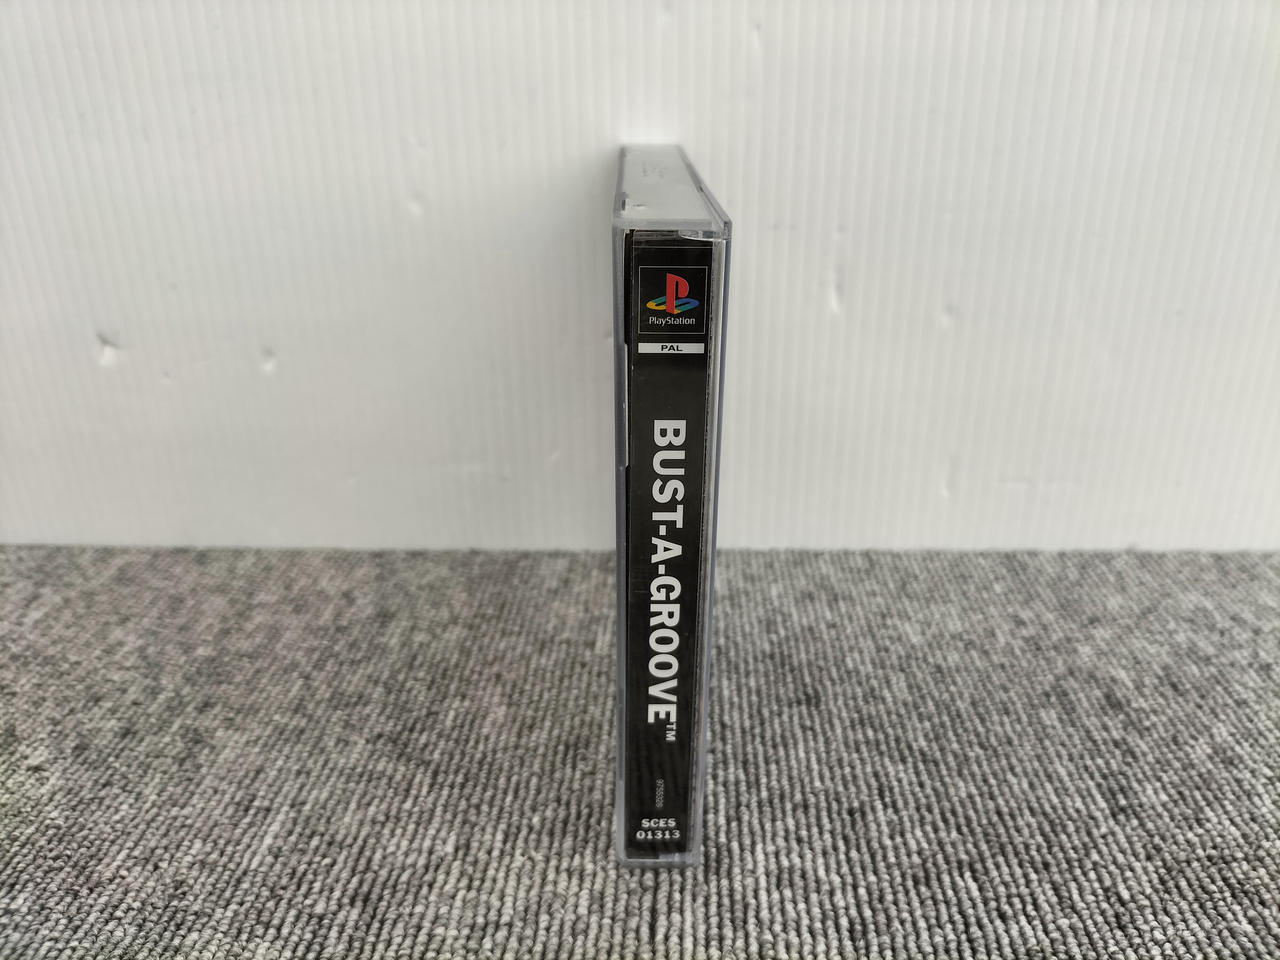 PlayStation
PAL
BUST-A-GROOVE™
SCES
01313